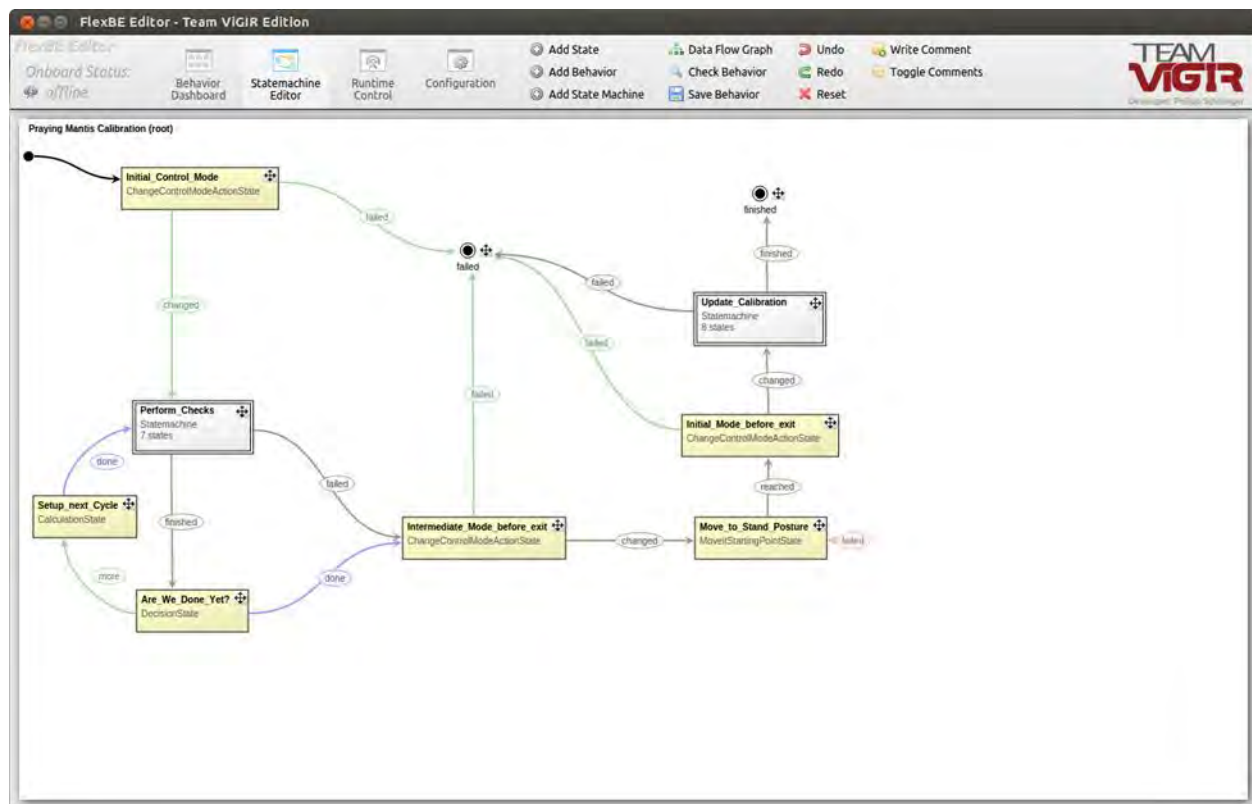 FlexBE Editor - Team ViGIR Edition
FlexBE Editor
Onboard Status:
offline
Behavior
Dashboard
Statemachine
Editor
Runtime
Control
Configuration
Add State
Add Behavior
Add State Machine
Data Flow Graph
Check Behavior
Save Behavior
Undo
Redo
Reset
Write Comment
Toggle Comments
TEAM
ViGIR
Developer: Philipp Schillinger
Praying Mantis Calibration (root)
Initial_Control_Mode
ChangeControlModeActionState
failed
failed
finished
finished
failed
Update_Calibration
Statemachine
8 states
changed
failed
changed
failed
Perform_Checks
Statemachine
7 states
Initial_Mode_before_exit
ChangeControlModeActionState
done
failed
reached
Setup_next_Cycle
CalculationState
finished
Intermediate_Mode_before_exit
ChangeControlModeActionState
changed
Move_to_Stand_Posture
MoveitStartingPointState
failed
more
done
Are_We_Done_Yet?
DecisionState